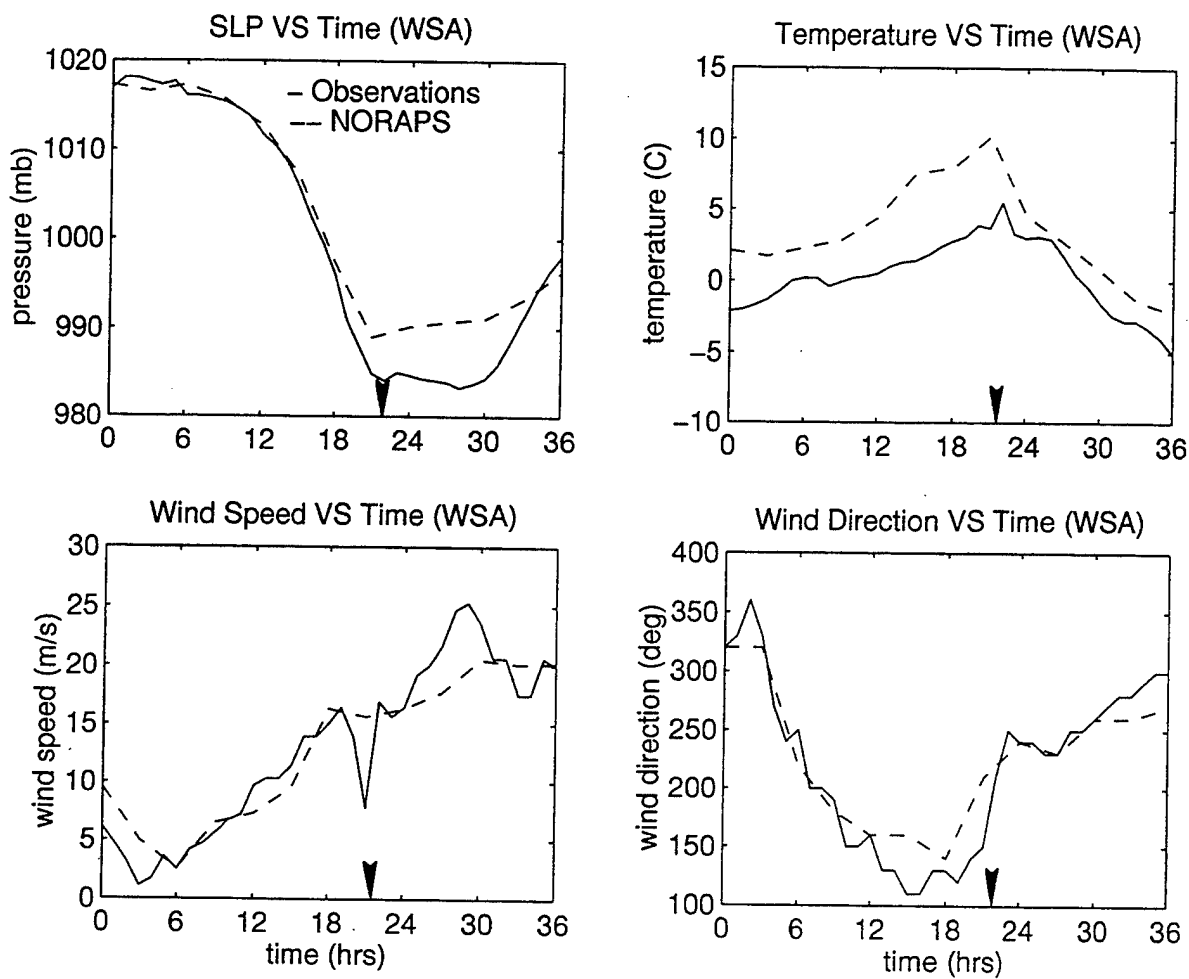 SLP VS Time (WSA)
1020
1010
1000
990
980
pressure (mb)
– Observations
–– NORAPS
0 6 12 18 24 30 36
Temperature VS Time (WSA)
15
10
5
0
−5
−10
temperature (C)
0 6 12 18 24 30 36
Wind Speed VS Time (WSA)
30
25
20
15
10
5
0
wind speed (m/s)
0 6 12 18 24 30 36
time (hrs)
Wind Direction VS Time (WSA)
400
350
300
250
200
150
100
wind direction (deg)
0 6 12 18 24 30 36
time (hrs)